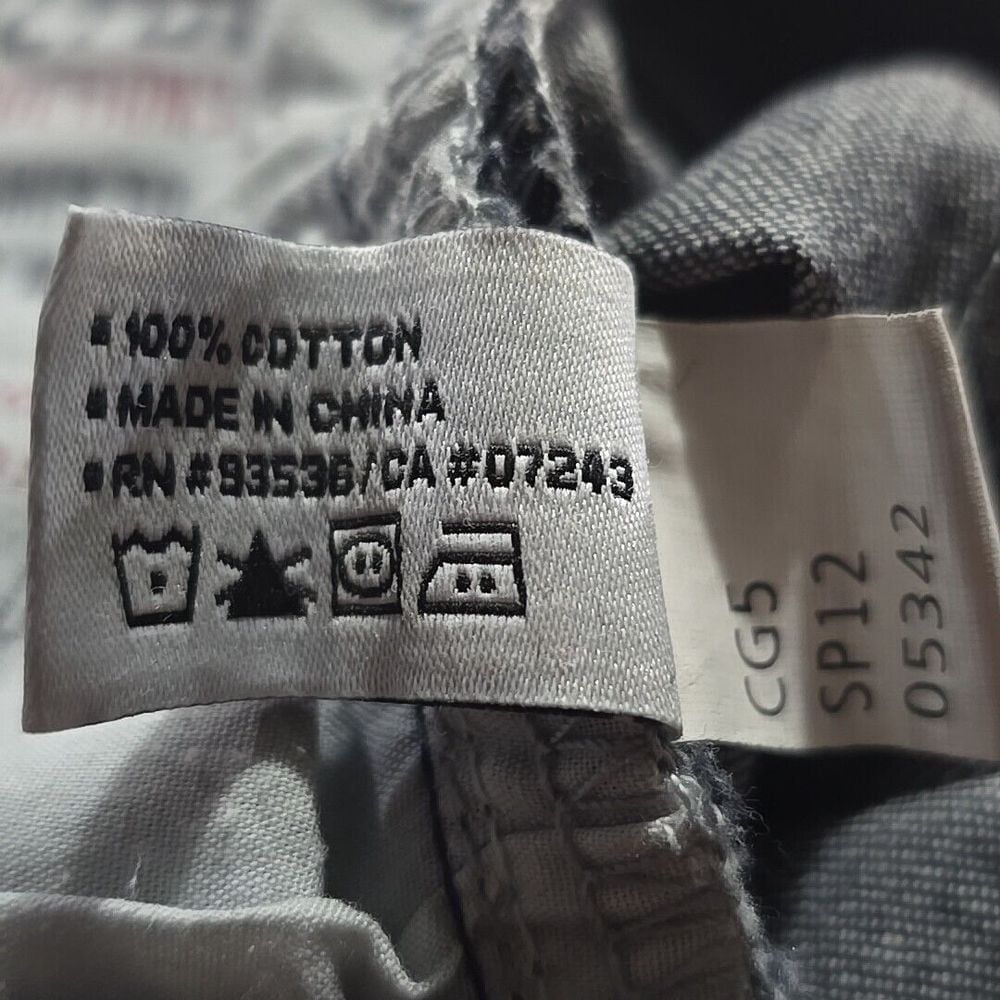 100% COTTON
MADE IN CHINA
RN #93536/CA #07243
CG5
SP12
05342